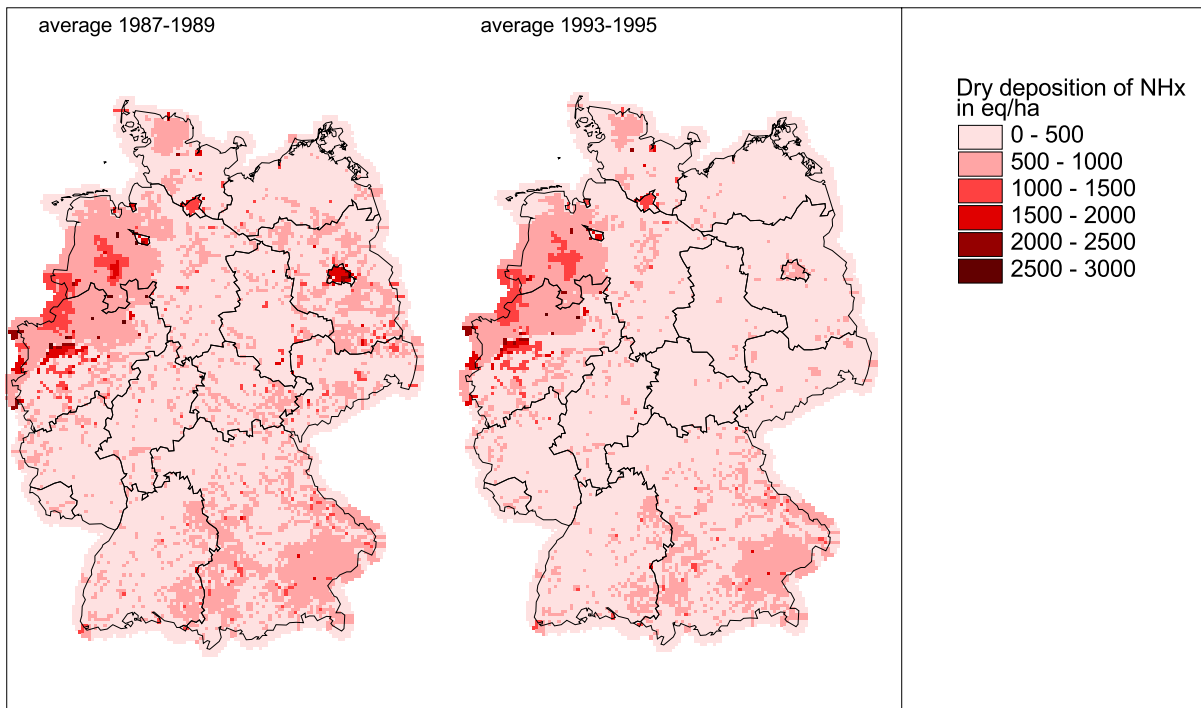 average 1987-1989
average 1993-1995
Dry deposition of NHx
in eq/ha
0 - 500
500 - 1000
1000 - 1500
1500 - 2000
2000 - 2500
2500 - 3000